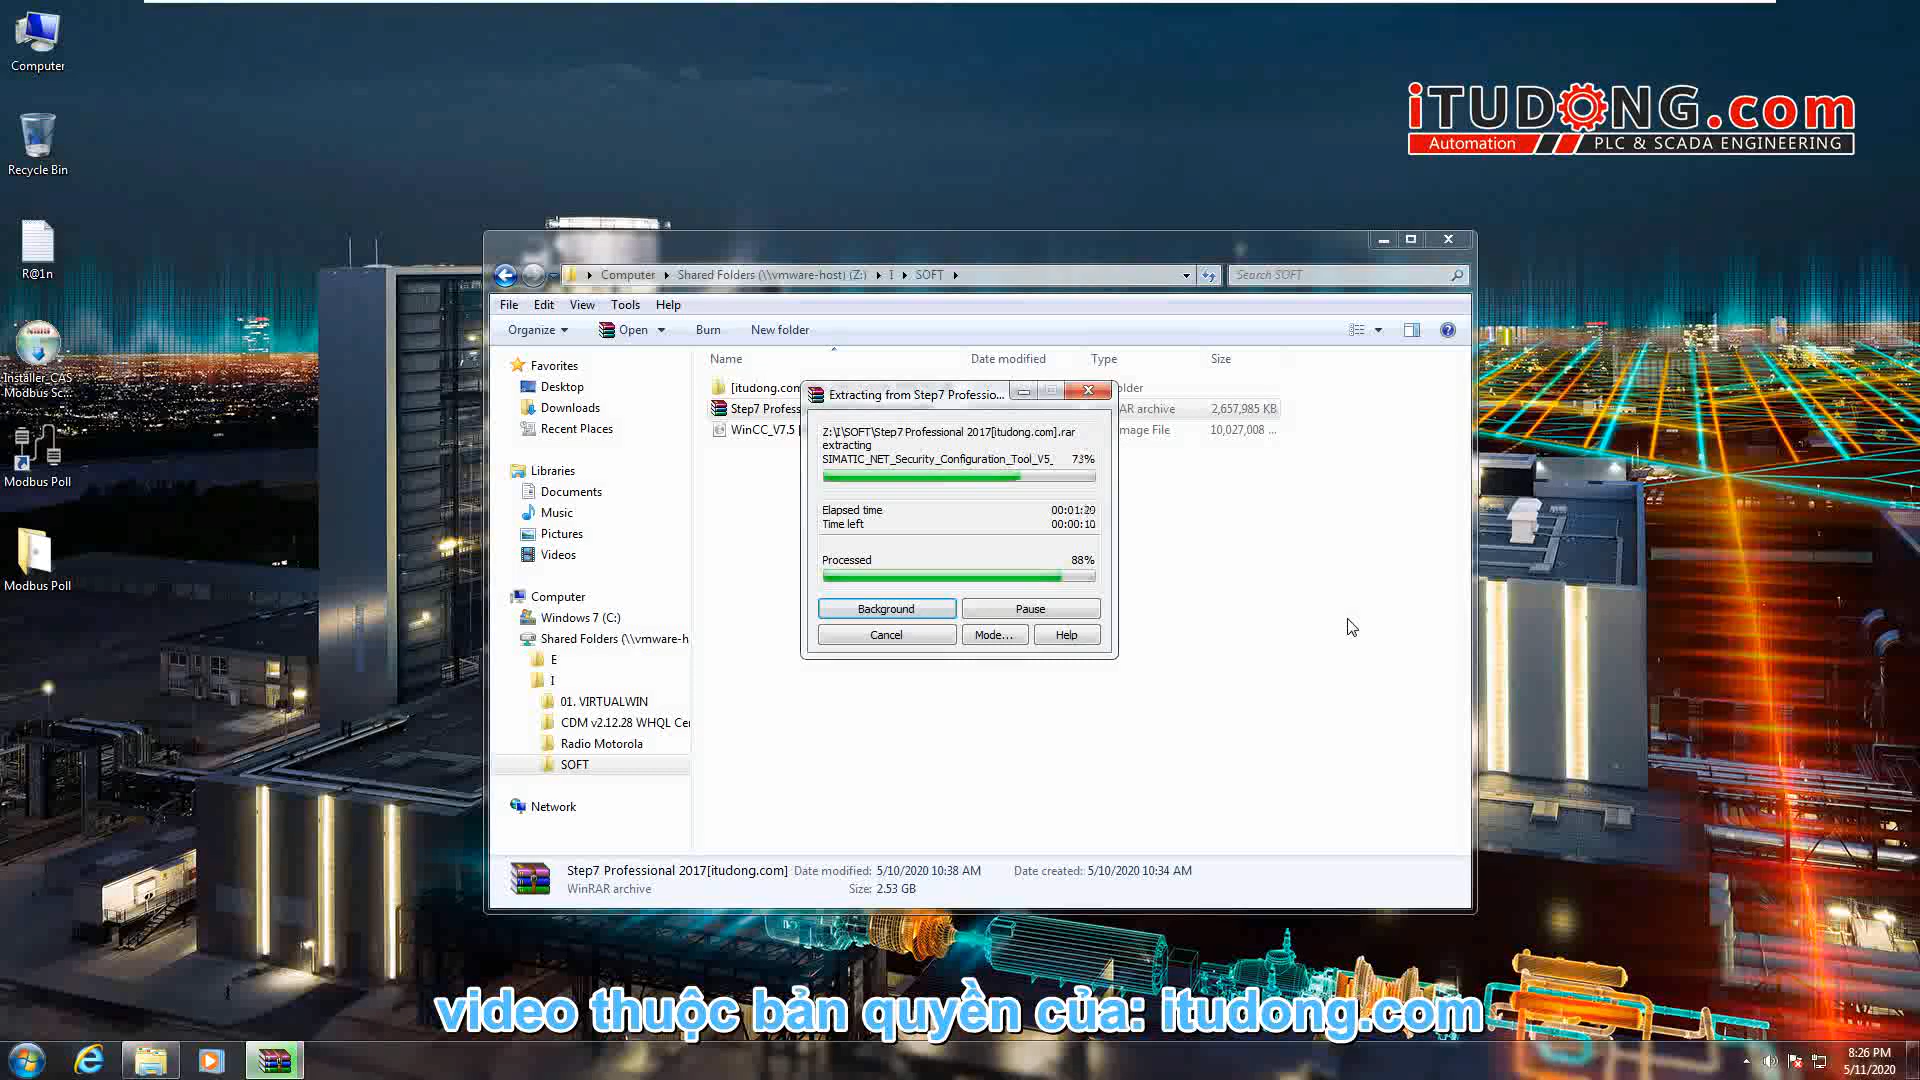 Computer
Recycle Bin
R@1n
Installer_CAS
Modbus Sc...
Modbus Poll
Modbus Poll
iTUDONG.com
Automation PLC & SCADA ENGINEERING
Computer Shared Folders (\\vmware-host) (Z:) I SOFT
Search SOFT
File Edit View Tools Help
Organize Open Burn New folder
Name Date modified Type Size
Favorites
Desktop
Downloads
Recent Places
Libraries
Documents
Music
Pictures
Videos
Computer
Windows 7 (C:)
Shared Folders (\\vmware-h
E
I
01. VIRTUALWIN
CDM v2.12.28 WHQL Cer
Radio Motorola
SOFT
Network
[itudong.com
older
Step7 Profess
AR archive 2,657,985 KB
WinCC_V7.5
mage File 10,027,008 ...
Extracting from Step7 Professio...
Z:\I\SOFT\Step7 Professional 2017[itudong.com].rar
extracting
SIMATIC_NET_Security_Configuration_Tool_V5_ 73%
Elapsed time 00:01:20
Time left 00:00:10
Processed 88%
Background Pause
Cancel Mode... Help
Step7 Professional 2017[itudong.com] Date modified: 5/10/2020 10:38 AM Date created: 5/10/2020 10:34 AM
WinRAR archive Size: 2.53 GB
video thuộc bản quyền của: itudong.com
8:26 PM
5/11/2020